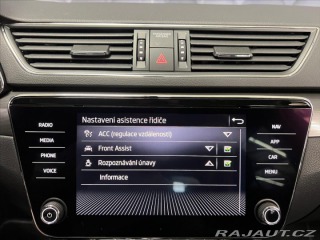 Nastavení asistence řidiče
RADIO
MEDIA
PHONE
VOICE
ACC (regulace vzdálenosti)
Front Assist
Rozpoznávání únavy
Informace
NAV
APP
CAR
MENU
SAUTO.CZ